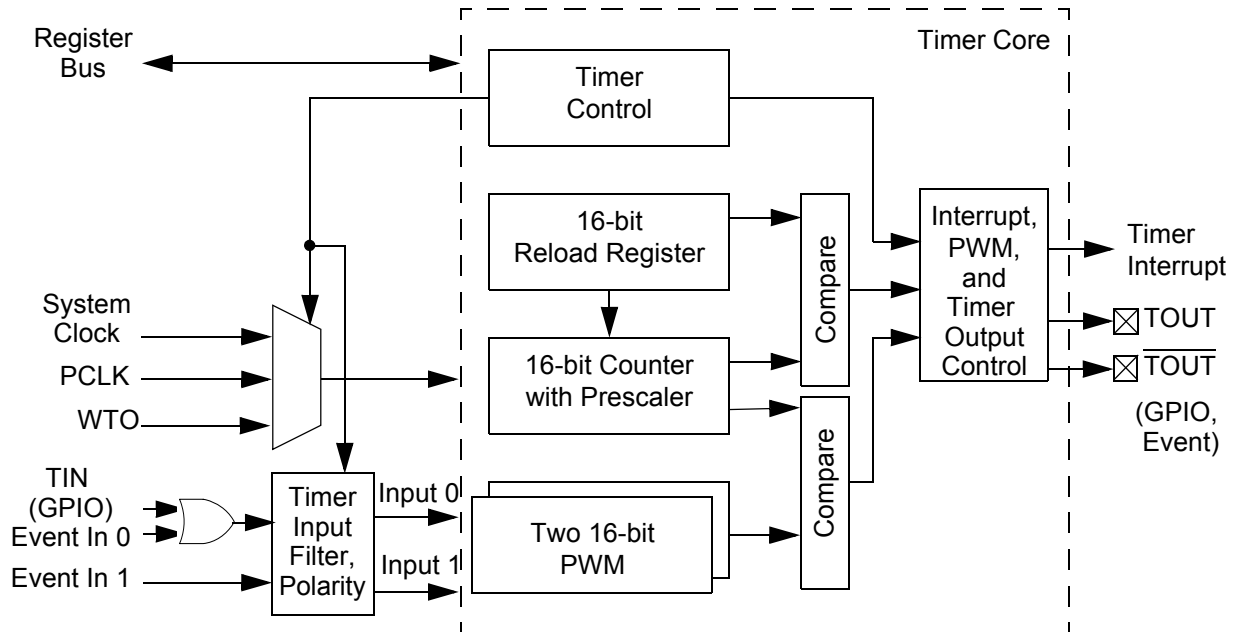 Register
Bus
Timer Core
Timer
Control
16-bit
Reload Register
Compare
Interrupt,
PWM,
and
Timer
Output
Control
Timer
Interrupt
TOUT
TOUT
(GPIO,
Event)
System
Clock
PCLK
WTO
16-bit Counter
with Prescaler
Compare
TIN
(GPIO)
Event In 0
Event In 1
Timer
Input
Filter,
Polarity
Input 0
Input 1
Two 16-bit
PWM